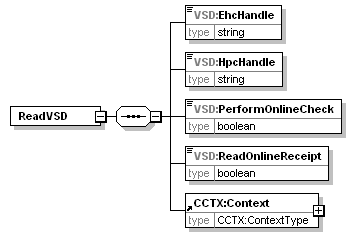 VSD:EhcHandle
type string
VSD:HpcHandle
type string
ReadVSD
VSD:PerformOnlineCheck
type boolean
VSD:ReadOnlineReceipt
type boolean
CCTX:Context
type CCTX:ContextType